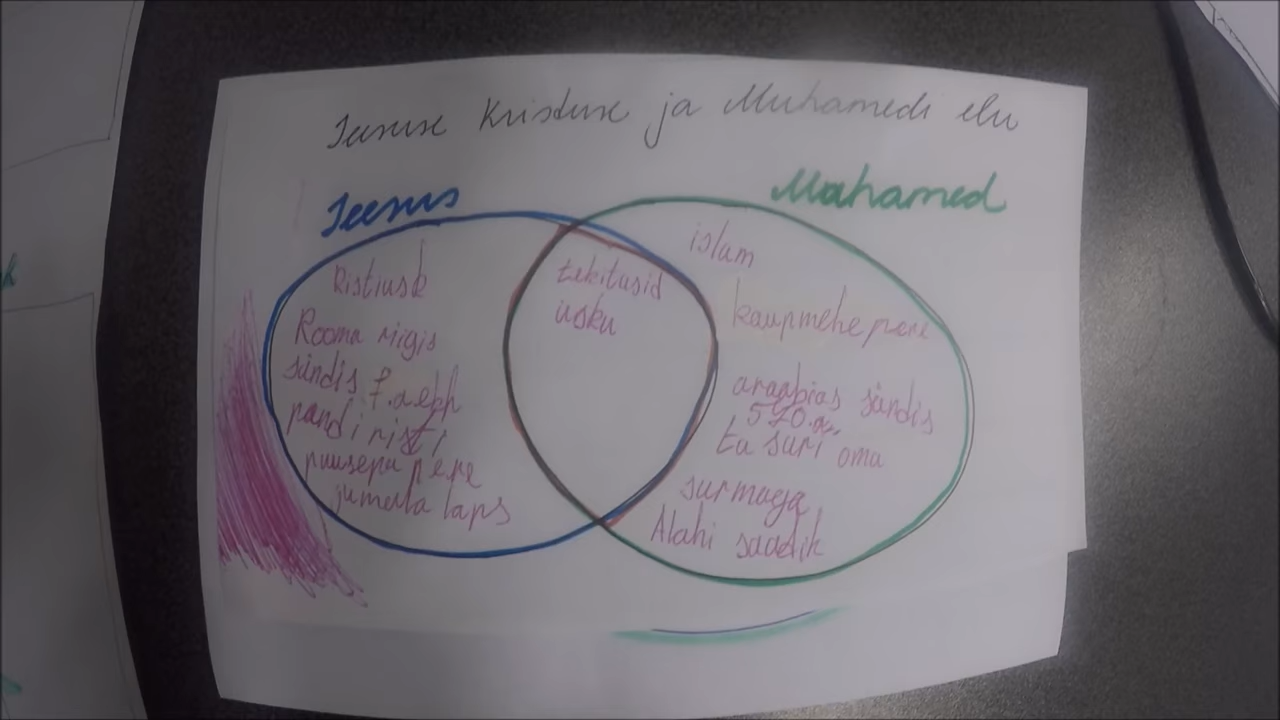 Jeesuse Kristuse ja Muhamedi elu
Jeesus
Muhamed
Ristiusk
Rooma riigis
sündis 7.a ekr
pandi risti
puusepa pere
jumala laps
tekitasid
usku
islam
kaupmehe pere
araabias sündis
570.a.
ta suri oma
surmaga
Alahi saadik